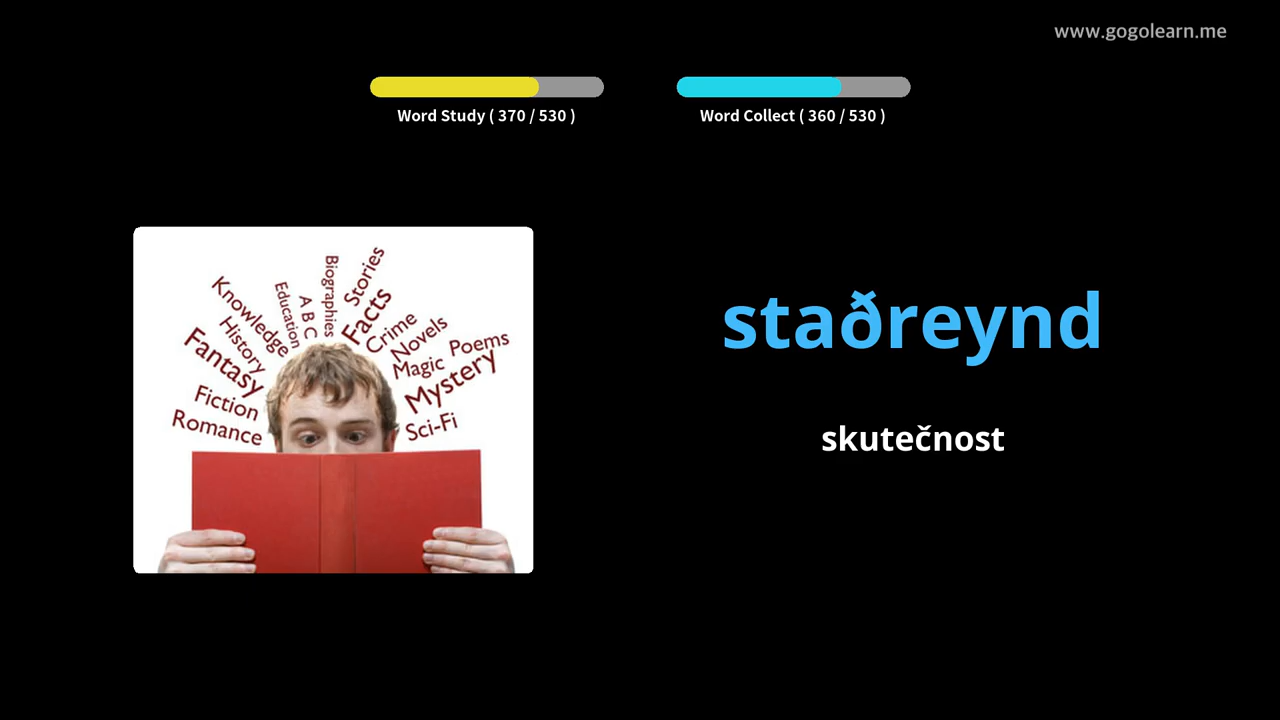 www.gogolearn.me
Word Study ( 370 / 530 )
Word Collect ( 360 / 530 )
Biographies
Stories
Education
A B C
Facts
Knowledge
Crime
History
Novels
Fantasy
Magic
Poems
Mystery
Fiction
Romance
Sci-Fi
staðreynd
skutečnost